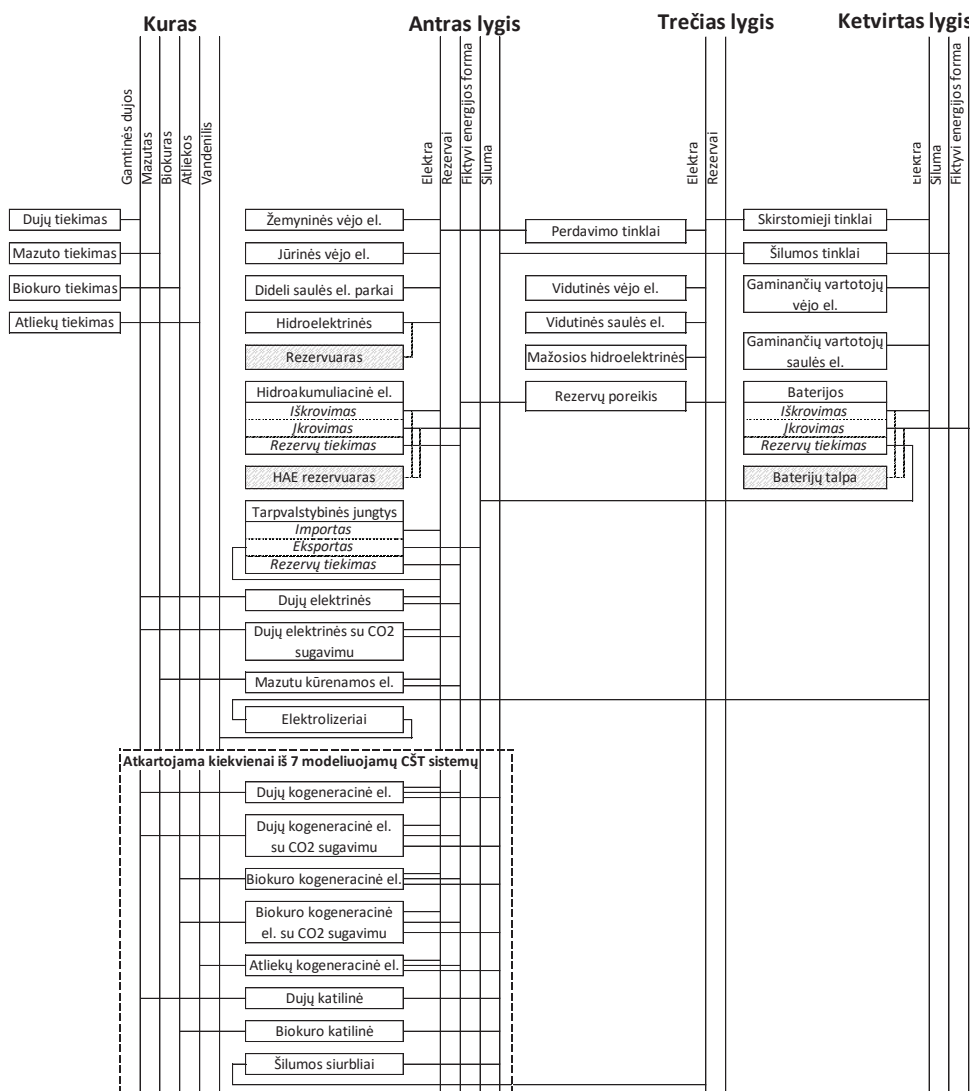 Kuras
Antras lygis
Trečias lygis
Ketvirtas lygis
Gamtinės dujos
Mazutas
Biokuras
Atliekos
Vandenilis
Elektra
Rezervai
Fiktyvi energijos forma
Šiluma
Elektra
Rezervai
Elektra
Šiluma
Fiktyvi energijos forma
Dujų tiekimas
Mazuto tiekimas
Biokuro tiekimas
Atliekų tiekimas
Žemyninės vėjo el.
Jūrinės vėjo el.
Dideli saulės el. parkai
Hidroelektrinės
Rezervuaras
Hidroakumuliacinė el.
Iškrovimas
Įkrovimas
Rezervų tiekimas
HAE rezervuaras
Tarpvalstybinės jungtys
Importas
Eksportas
Rezervų tiekimas
Dujų elektrinės
Dujų elektrinės su CO2
sugavimu
Mazutu kūrenamos el.
Elektrolizeriai
Atkartojama kiekvienai iš 7 modeliuojamų CŠT sistemų
Dujų kogeneracinė el.
Dujų kogeneracinė el.
su CO2 sugavimu
Biokuro kogeneracinė el.
Biokuro kogeneracinė
el. su CO2 sugavimu
Atliekų kogeneracinė el.
Dujų katilinė
Biokuro katilinė
Šilumos siurbliai
Perdavimo tinklai
Vidutinės vėjo el.
Vidutinės saulės el.
Mažosios hidroelektrinės
Rezervų poreikis
Skirstomieji tinklai
Šilumos tinklai
Gaminančių vartotojų
vėjo el.
Gaminančių vartotojų
saulės el.
Baterijos
Iškrovimas
Įkrovimas
Rezervų tiekimas
Baterijų talpa